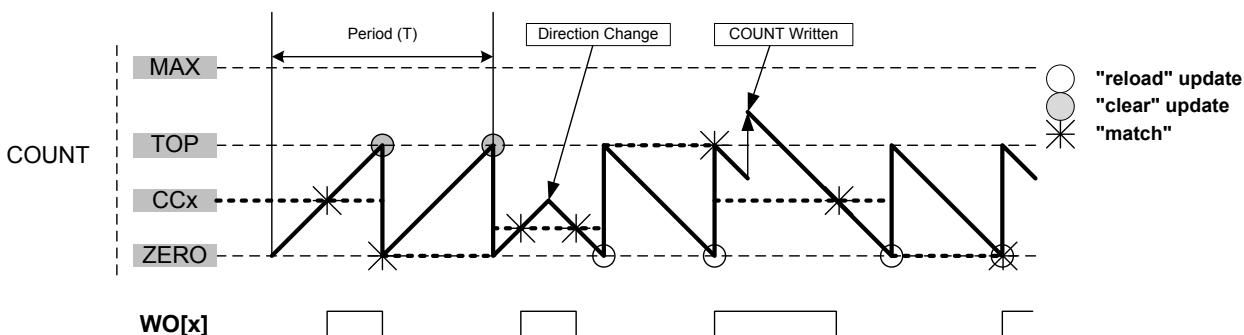 Period (T)
Direction Change
COUNT Written
MAX
"reload" update
"clear" update
COUNT
TOP
"match"
CCx
ZERO
WO[x]